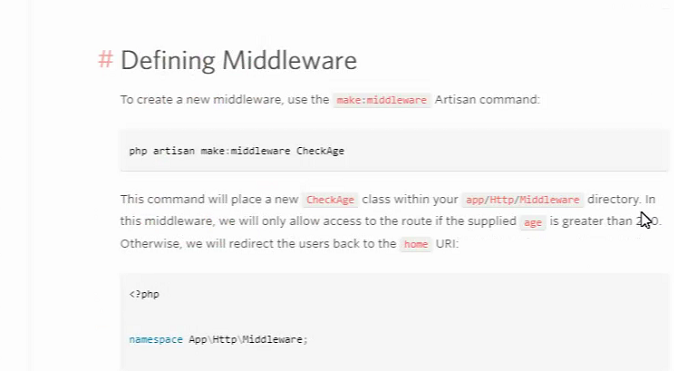 # Defining Middleware
To create a new middleware, use the make:middleware Artisan command:
php artisan make:middleware CheckAge
This command will place a new CheckAge class within your app/Http/Middleware directory. In
this middleware, we will only allow access to the route if the supplied age is greater than
Otherwise, we will redirect the users back to the home URI:
<?php
namespace App\Http\Middleware;